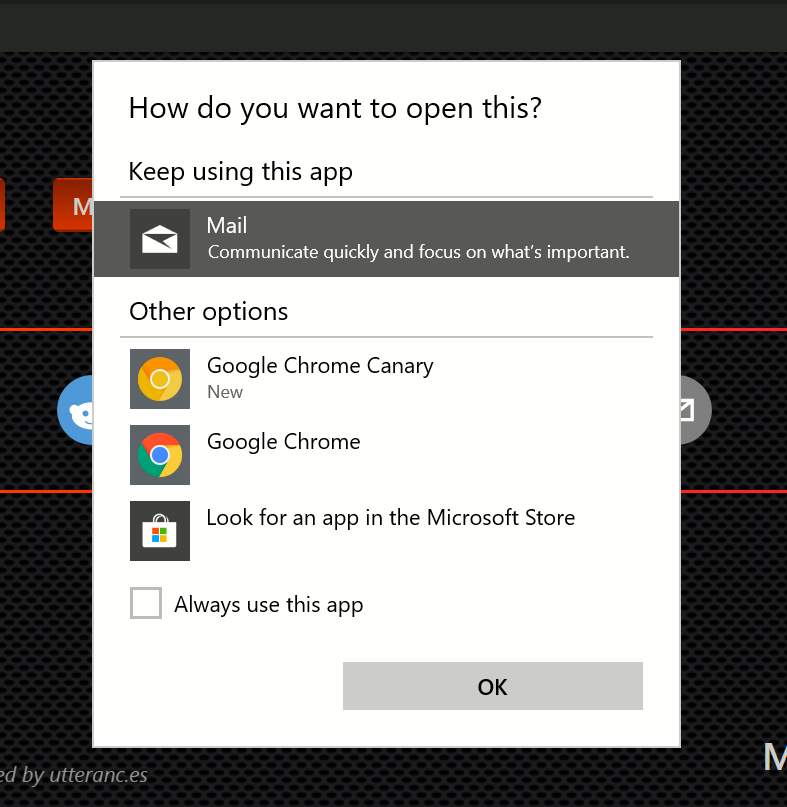 How do you want to open this?
Keep using this app
M
Mail
Communicate quickly and focus on what's important.
Other options
Google Chrome Canary
New
Google Chrome
Look for an app in the Microsoft Store
Always use this app
OK
M
ed by utteranc.es